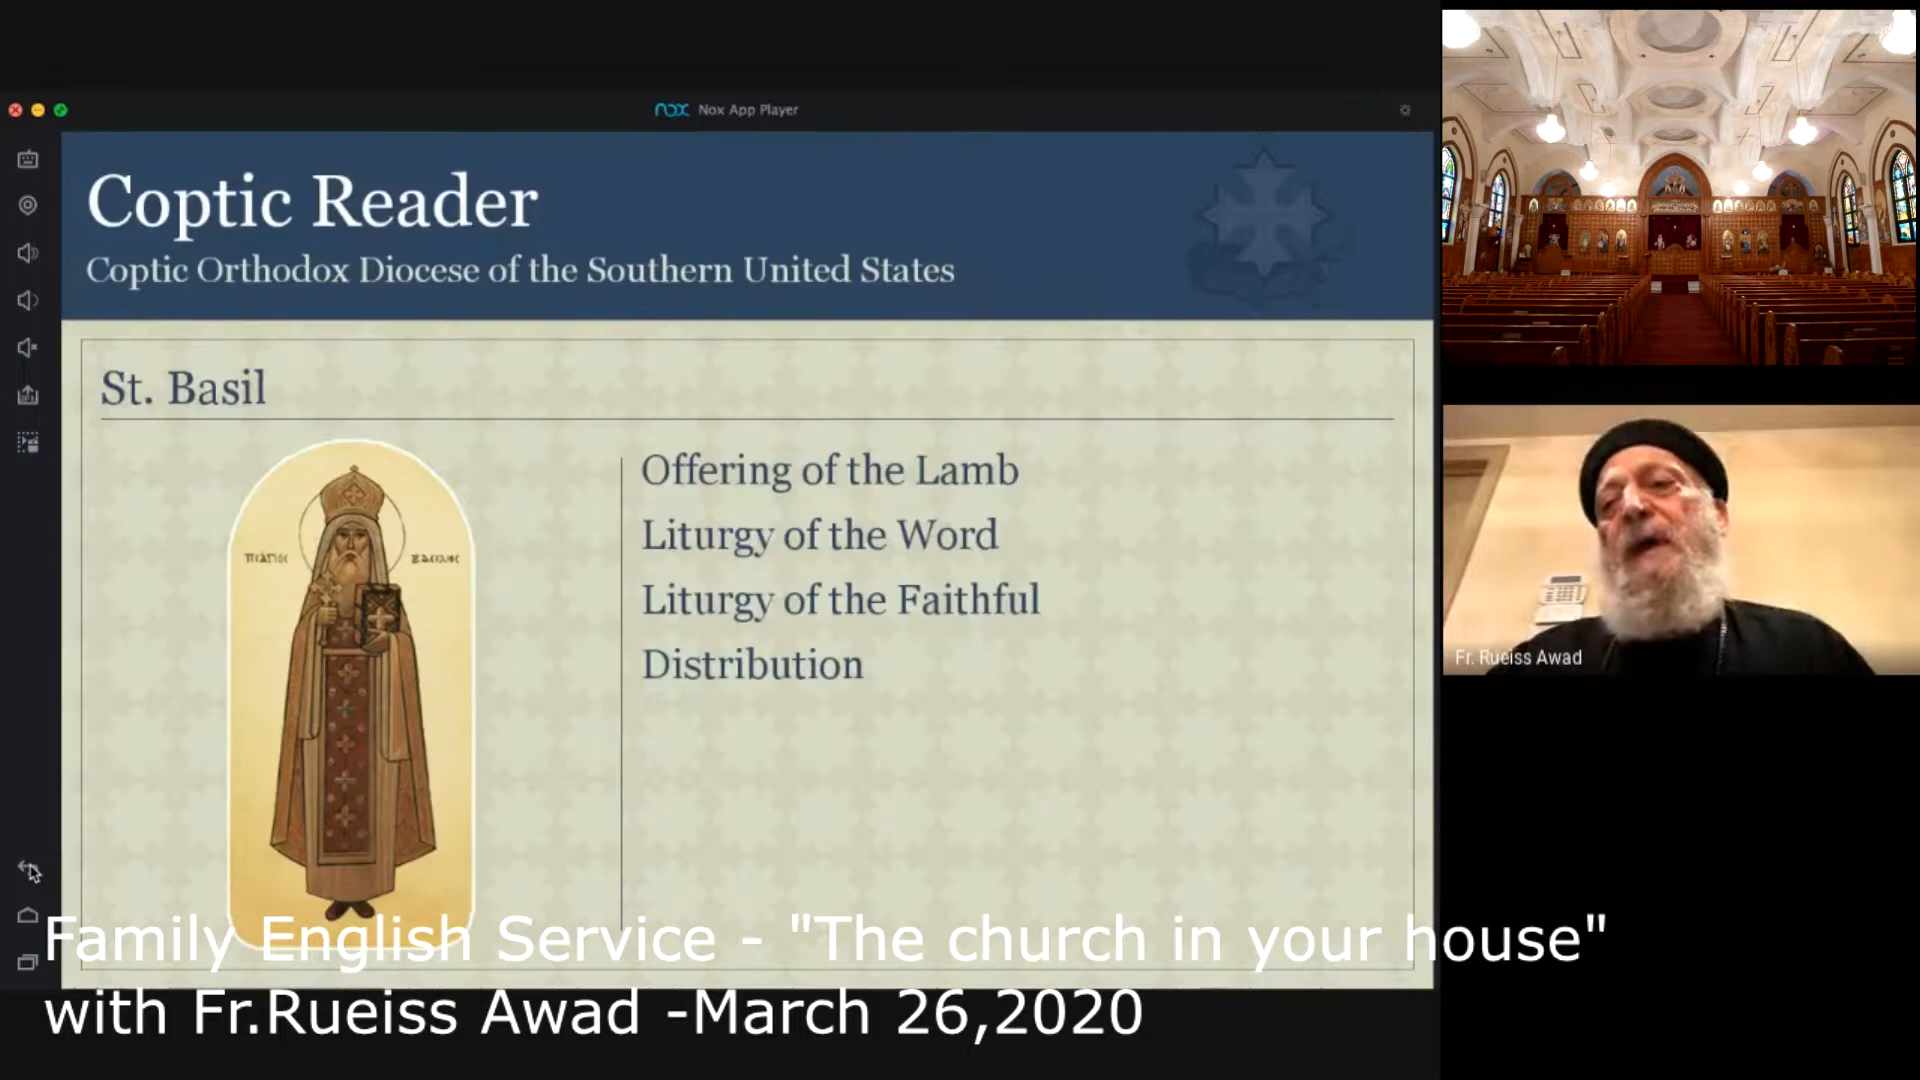 nox Nox App Player
Coptic Reader
Coptic Orthodox Diocese of the Southern United States
St. Basil
Offering of the Lamb
Liturgy of the Word
Liturgy of the Faithful
Distribution
Fr. Rueiss Awad
Family English Service - "The church in your house"
with Fr.Rueiss Awad -March 26,2020